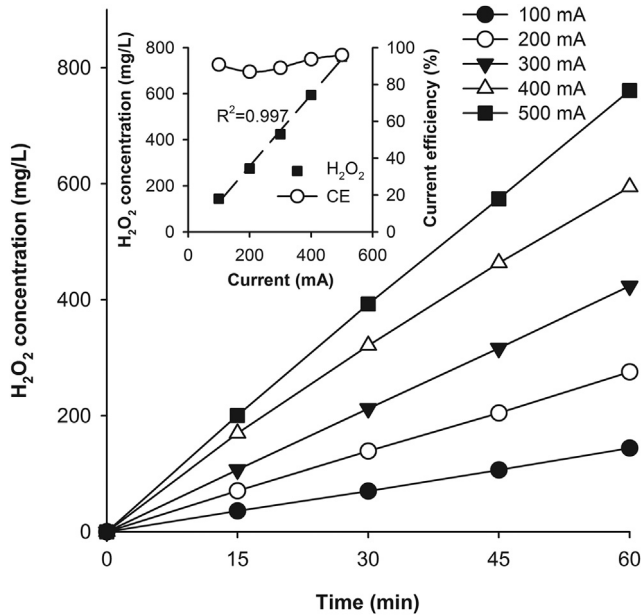 100 mA
200 mA
300 mA
400 mA
500 mA
H₂O₂ concentration (mg/L)
800
600
400
200
0
0 15 30 45 60
Time (min)
H₂O₂ concentration (mg/L)
800
600
400
200
0
R²=0.997
H₂O₂
CE
100
80
60
40
20
0
Current efficiency (%)
0 200 400 600
Current (mA)